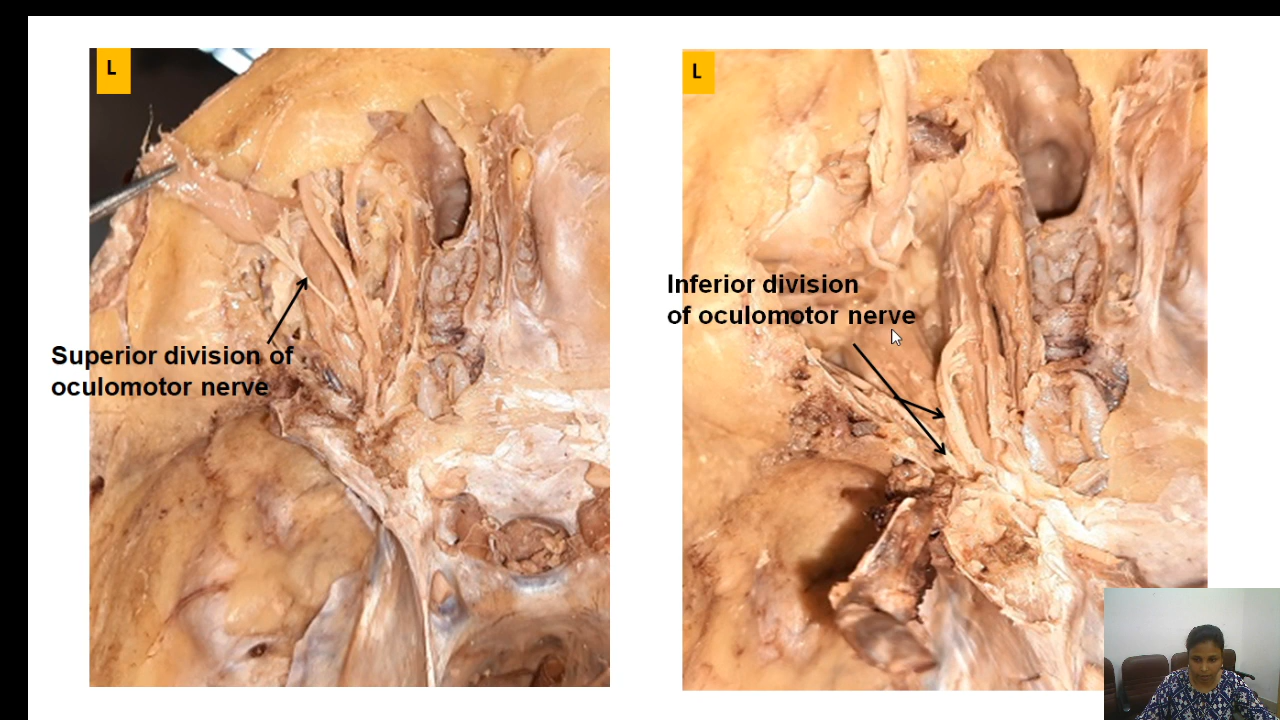 L
Superior division of
oculomotor nerve
L
Inferior division
of oculomotor nerve